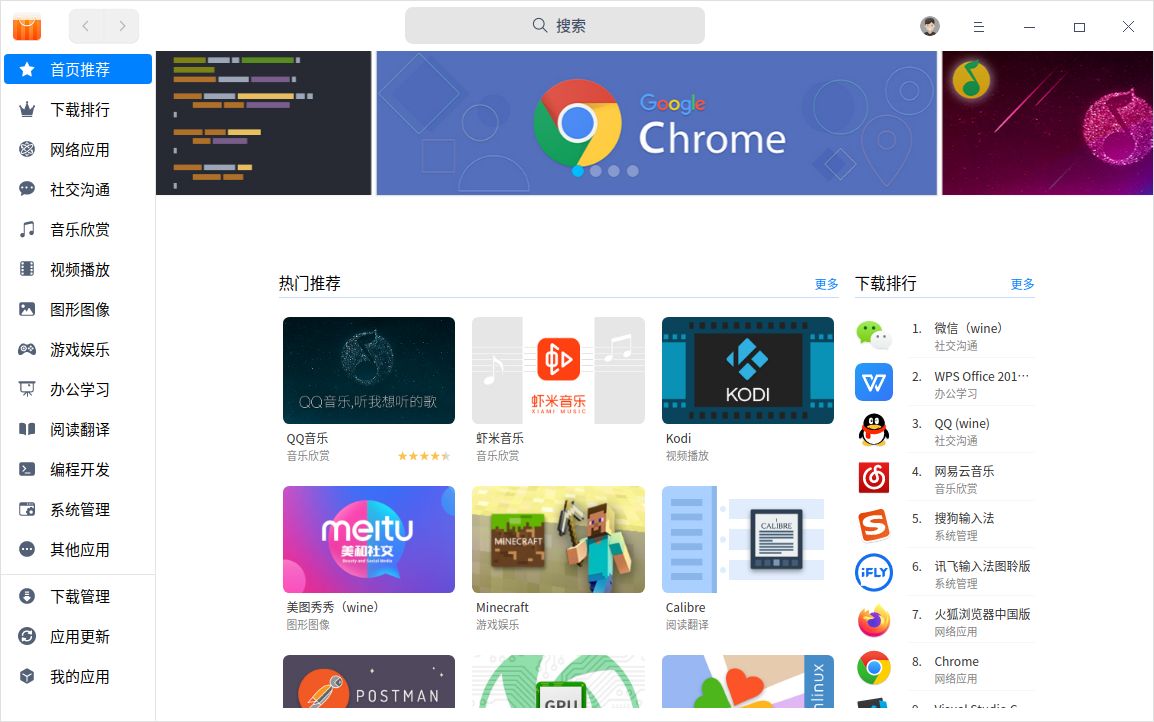 搜索
首页推荐
下载排行
网络应用
社交沟通
音乐欣赏
视频播放
图形图像
游戏娱乐
办公学习
阅读翻译
编程开发
系统管理
其他应用
下载管理
应用更新
我的应用
Google
Chrome
热门推荐
更多
QQ音乐,听我想听的歌
QQ音乐
音乐欣赏
虾米音乐
XIAMI MUSIC
虾米音乐
音乐欣赏
KODI
Kodi
视频播放
meitu
美和社交
Beauty and Social Media
美图秀秀（wine）
图形图像
MINECRAFT
Minecraft
游戏娱乐
CALIBRE
Calibre
阅读翻译
POSTMAN
GPU
nlinux
下载排行
更多
1. 微信（wine）
社交沟通
2. WPS Office 201…
办公学习
3. QQ (wine)
社交沟通
4. 网易云音乐
音乐欣赏
5. 搜狗输入法
系统管理
iFLY
6. 讯飞输入法图聆版
系统管理
7. 火狐浏览器中国版
网络应用
8. Chrome
网络应用